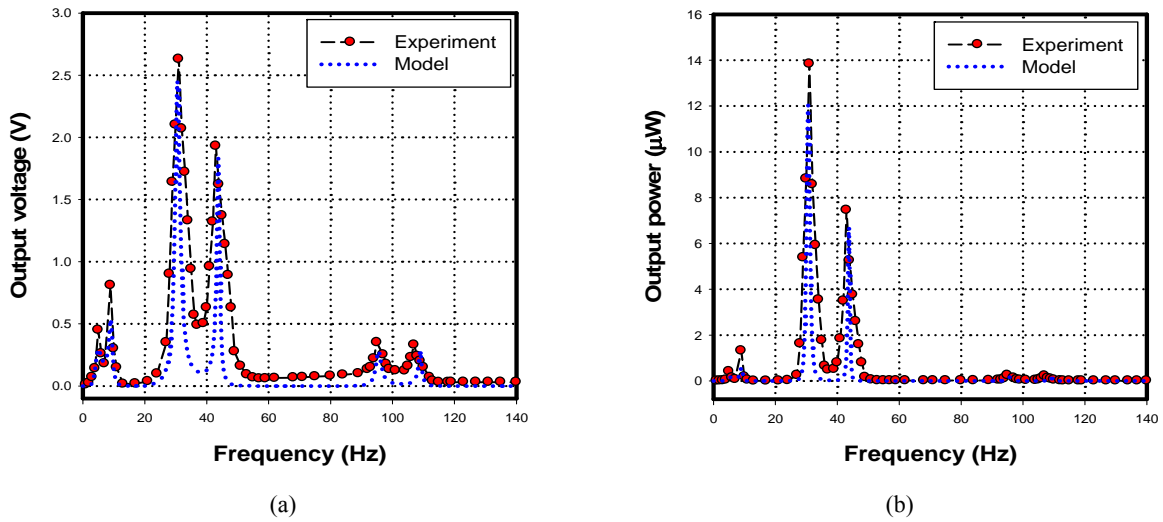 3.0
2.5
2.0
1.5
1.0
0.5
0.0
Output voltage (V)
Experiment
Model
0 20 40 60 80 100 120 140
Frequency (Hz)
(a)
16
14
12
10
8
6
4
2
0
Output power (µW)
Experiment
Model
0 20 40 60 80 100 120 140
Frequency (Hz)
(b)